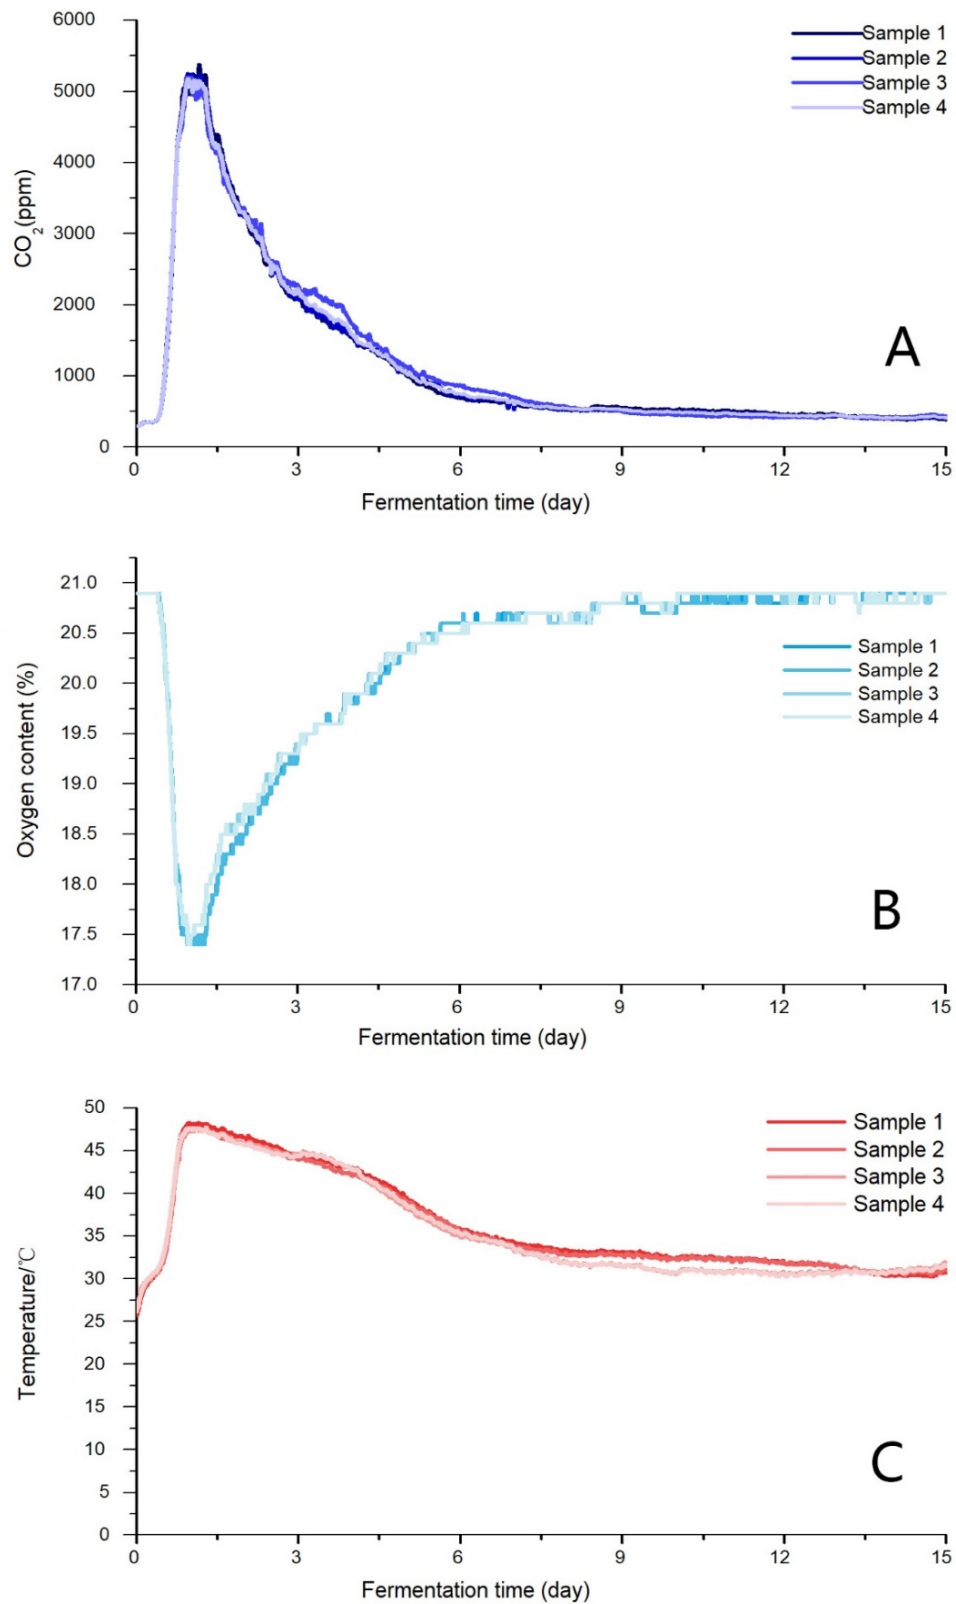 6000
5000
4000
3000
2000
1000
0
CO2(ppm)
Sample 1
Sample 2
Sample 3
Sample 4
A
0 3 6 9 12 15
Fermentation time (day)
21.0
20.5
20.0
19.5
19.0
18.5
18.0
17.5
17.0
Oxygen content (%)
Sample 1
Sample 2
Sample 3
Sample 4
B
0 3 6 9 12 15
Fermentation time (day)
50
45
40
35
30
25
20
15
10
5
0
Temperature/℃
Sample 1
Sample 2
Sample 3
Sample 4
C
0 3 6 9 12 15
Fermentation time (day)